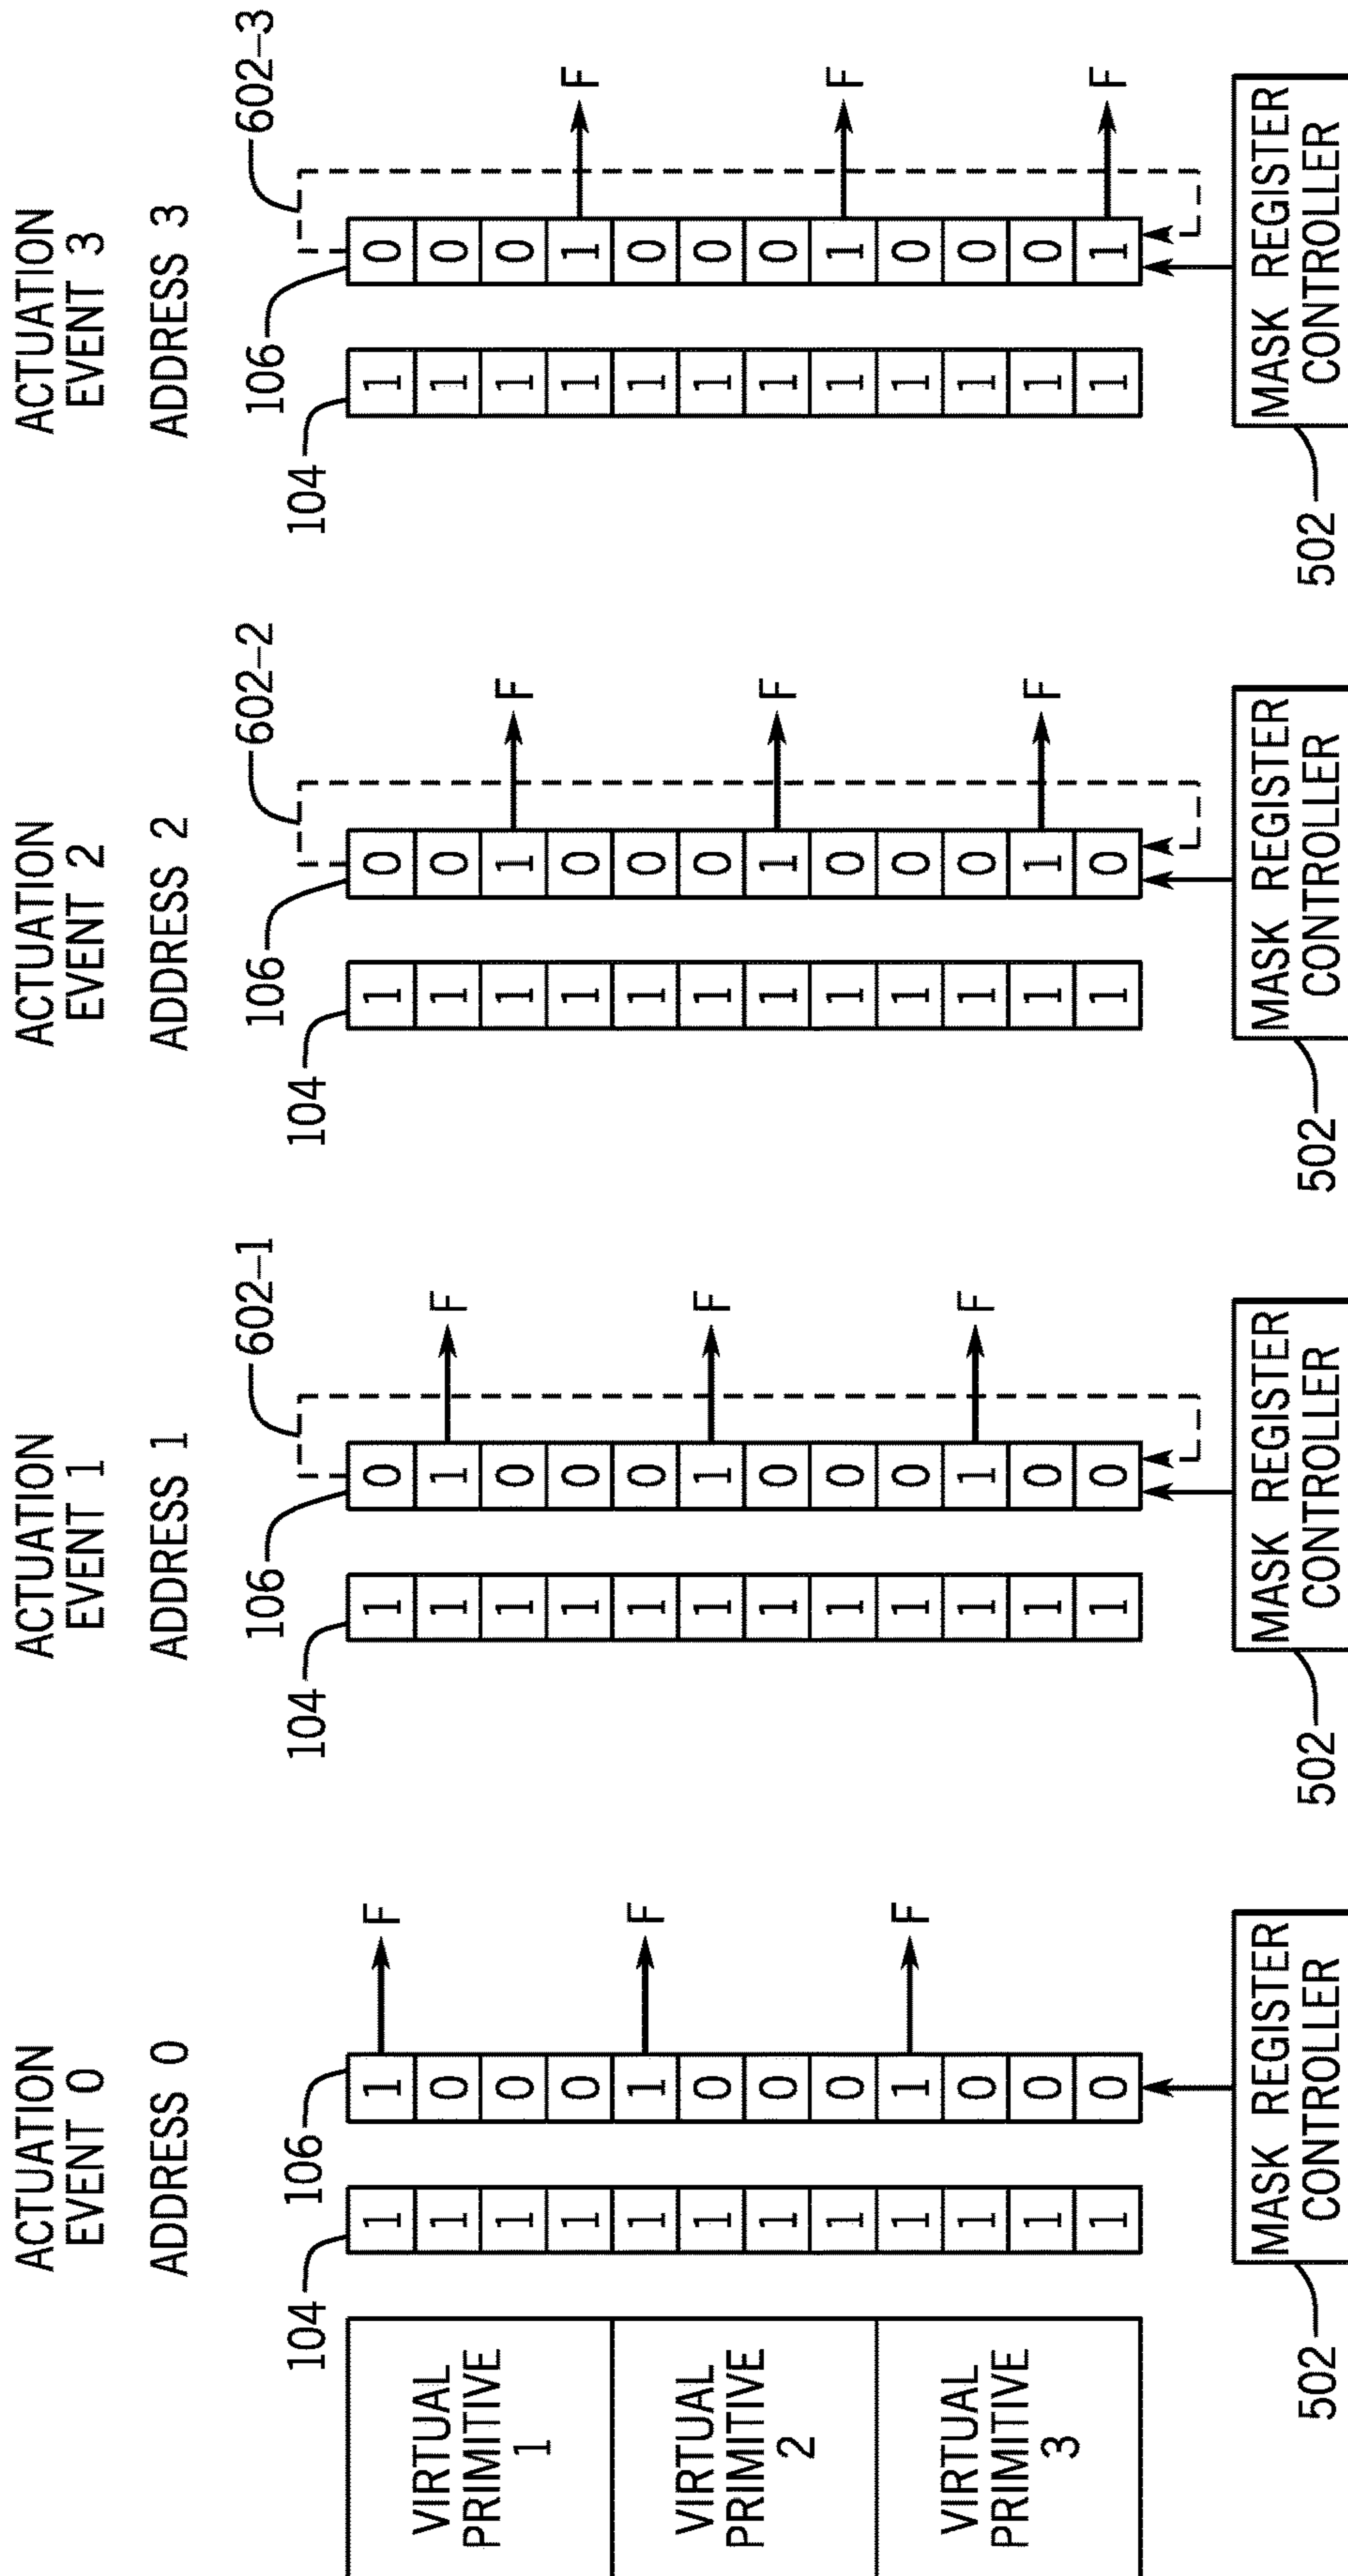 ACTUATION
EVENT 0
ADDRESS 0
104
106
VIRTUAL
PRIMITIVE
1
VIRTUAL
PRIMITIVE
2
VIRTUAL
PRIMITIVE
3
1 1 F
1 0
1 0
1 0
1 1 F
1 0
1 0
1 0
1 1 F
1 0
1 0
1 0
502
MASK REGISTER
CONTROLLER
ACTUATION
EVENT 1
ADDRESS 1
602-1
106
104
1 0
1 1 F
1 0
1 0
1 0
1 1 F
1 0
1 0
1 0
1 1 F
1 0
1 0
502
MASK REGISTER
CONTROLLER
ACTUATION
EVENT 2
ADDRESS 2
602-2
106
104
1 0
1 0
1 1 F
1 0
1 0
1 0
1 1 F
1 0
1 0
1 0
1 1 F
1 0
502
MASK REGISTER
CONTROLLER
ACTUATION
EVENT 3
ADDRESS 3
602-3
106
104
1 0
1 0
1 0
1 1 F
1 0
1 0
1 0
1 1 F
1 0
1 0
1 0
1 1 F
502
MASK REGISTER
CONTROLLER